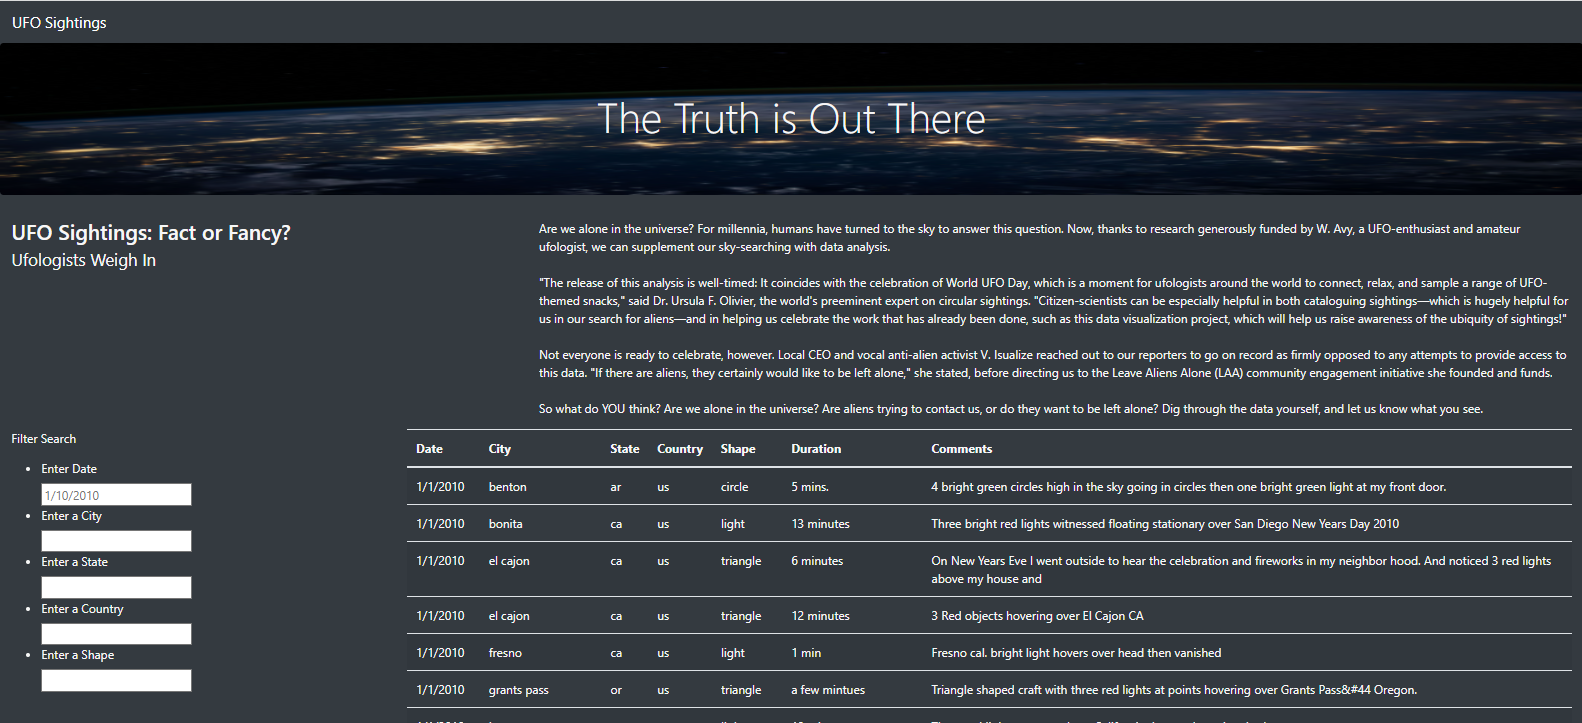 UFO Sightings
The Truth is Out There
UFO Sightings: Fact or Fancy?
Ufologists Weigh In
Are we alone in the universe? For millennia, humans have turned to the sky to answer this question. Now, thanks to research generously funded by W. Avy, a UFO-enthusiast and amateur
ufologist, we can supplement our sky-searching with data analysis.
"The release of this analysis is well-timed: It coincides with the celebration of World UFO Day, which is a moment for ufologists around the world to connect, relax, and sample a range of UFO-
themed snacks," said Dr. Ursula F. Olivier, the world's preeminent expert on circular sightings. "Citizen-scientists can be especially helpful in both cataloguing sightings—which is hugely helpful for
us in our search for aliens—and in helping us celebrate the work that has already been done, such as this data visualization project, which will help us raise awareness of the ubiquity of sightings!"
Not everyone is ready to celebrate, however. Local CEO and vocal anti-alien activist V. Isualize reached out to our reporters to go on record as firmly opposed to any attempts to provide access to
this data. "If there are aliens, they certainly would like to be left alone," she stated, before directing us to the Leave Aliens Alone (LAA) community engagement initiative she founded and funds.
So what do YOU think? Are we alone in the universe? Are aliens trying to contact us, or do they want to be left alone? Dig through the data yourself, and let us know what you see.
Filter Search
Enter Date
1/10/2010
Enter a City
Enter a State
Enter a Country
Enter a Shape
Date City State Country Shape Duration Comments
1/1/2010 benton ar us circle 5 mins. 4 bright green circles high in the sky going in circles then one bright green light at my front door.
1/1/2010 bonita ca us light 13 minutes Three bright red lights witnessed floating stationary over San Diego New Years Day 2010
1/1/2010 el cajon ca us triangle 6 minutes On New Years Eve I went outside to hear the celebration and fireworks in my neighbor hood. And noticed 3 red lights
above my house and
1/1/2010 el cajon ca us triangle 12 minutes 3 Red objects hovering over El Cajon CA
1/1/2010 fresno ca us light 1 min Fresno cal. bright light hovers over head then vanished
1/1/2010 grants pass or us triangle a few mintues Triangle shaped craft with three red lights at points hovering over Grants Pass&#44 Oregon.